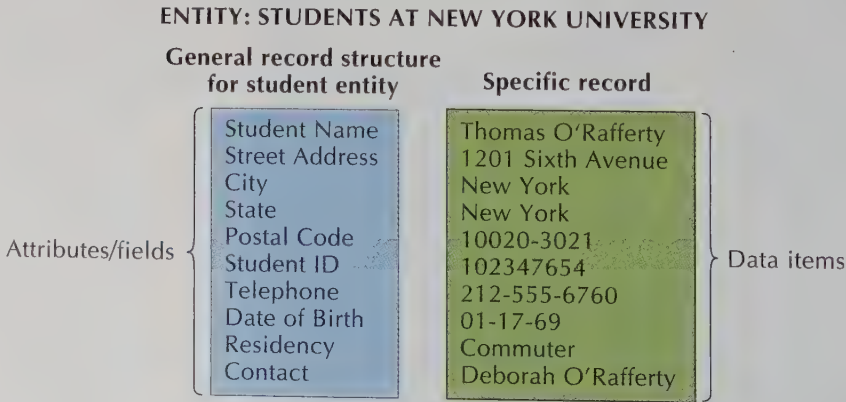 ENTITY: STUDENTS AT NEW YORK UNIVERSITY
General record structure
for student entity
Specific record
Attributes/fields
Student Name
Street Address
City
State
Postal Code
Student ID
Telephone
Date of Birth
Residency
Contact
Thomas O'Rafferty
1201 Sixth Avenue
New York
New York
10020-3021
102347654
212-555-6760
01-17-69
Commuter
Deborah O'Rafferty
Data items